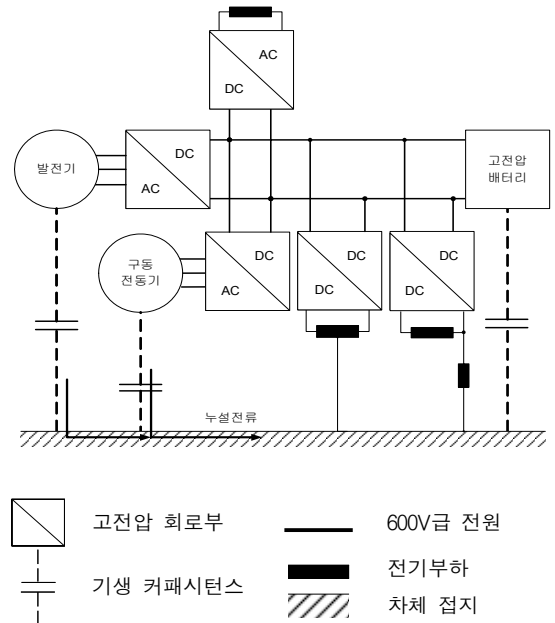 AC
DC
발전기
DC
AC
고전압
배터리
구동
전동기
DC
AC
DC
DC
DC
DC
누설전류
고전압 회로부
600V급 전원
기생 커패시턴스
전기부하
차체 접지